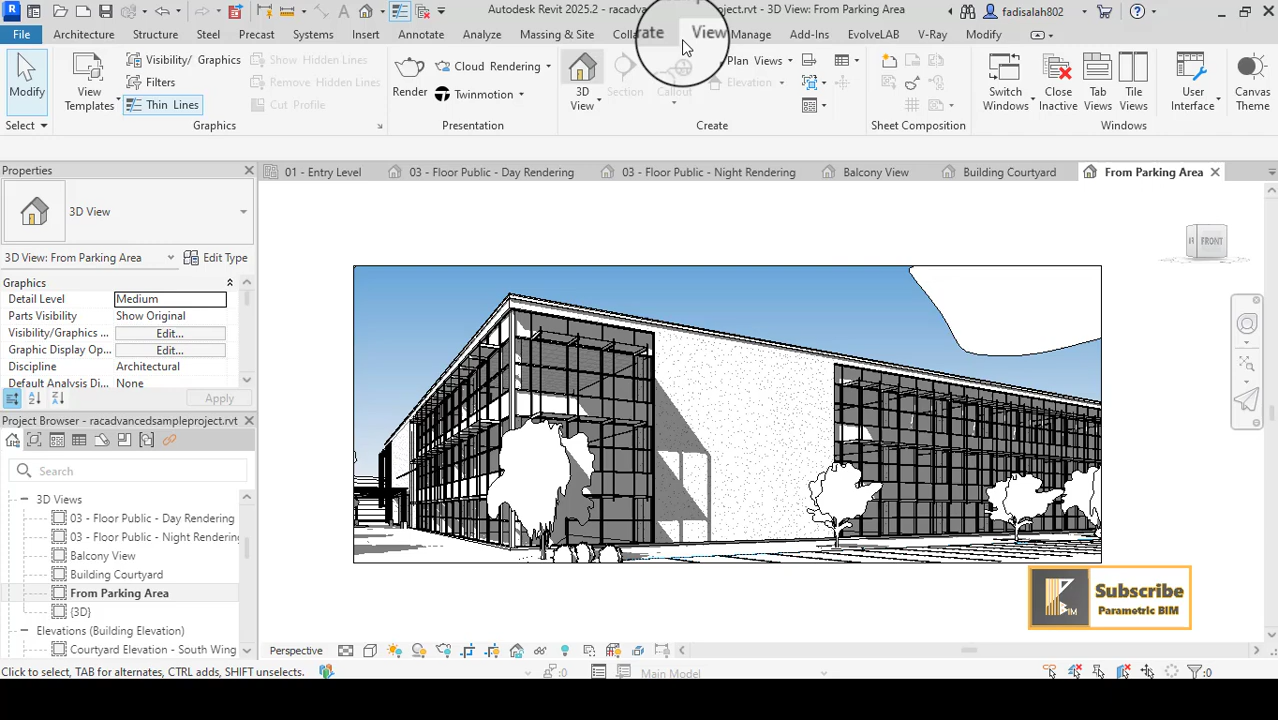 Autodesk Revit 2025.2 - racadvan
project.rvt - 3D View: From Parking Area
fadisalah802
File
Architecture
Structure
Steel
Precast
Systems
Insert
Annotate
Analyze
Massing & Site
Colla
rate
View
Manage
Add-Ins
EvolveLAB
V-Ray
Modify
Modify
View
Templates
Visibility/ Graphics
Filters
Thin Lines
Show Hidden Lines
Remove Hidden Lines
Cut Profile
Render
Cloud Rendering
Twinmotion
3D
View
Section
Callout
Plan Views
Elevation
Switch
Windows
Close
Inactive
Tab
Views
Tile
Views
User
Interface
Canvas
Theme
Select
Graphics
Presentation
Create
Sheet Composition
Windows
Properties
01 - Entry Level
03 - Floor Public - Day Rendering
03 - Floor Public - Night Rendering
Balcony View
Building Courtyard
From Parking Area
3D View
3D View: From Parking Area
Edit Type
Graphics
Detail Level
Medium
Parts Visibility
Show Original
Visibility/Graphics ...
Edit...
Graphic Display Op...
Edit...
Discipline
Architectural
Default Analysis Di...
None
Apply
Project Browser - racadvancedsampleproject.rvt
Search
3D Views
03 - Floor Public - Day Rendering
03 - Floor Public - Night Rendering
Balcony View
Building Courtyard
From Parking Area
{3D}
Elevations (Building Elevation)
Courtyard Elevation - South Wing
R
FRONT
BIM
Subscribe
Parametric BIM
Perspective
Click to select, TAB for alternates, CTRL adds, SHIFT unselects.
:0
Main Model
:0